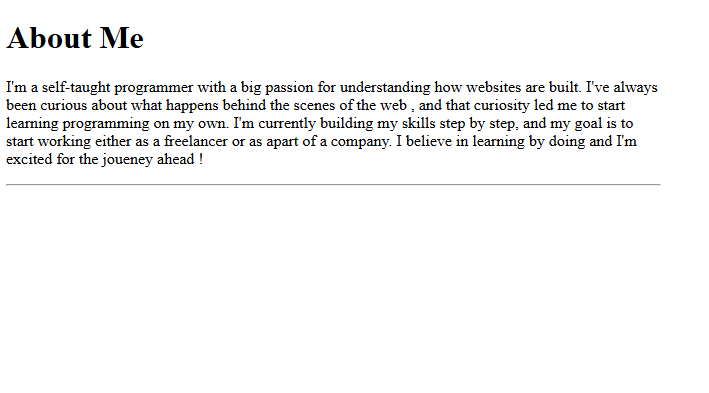 About Me
I'm a self-taught programmer with a big passion for understanding how websites are built. I've always
been curious about what happens behind the scenes of the web , and that curiosity led me to start
learning programming on my own. I'm currently building my skills step by step, and my goal is to
start working either as a freelancer or as apart of a company. I believe in learning by doing and I'm
excited for the joueney ahead !